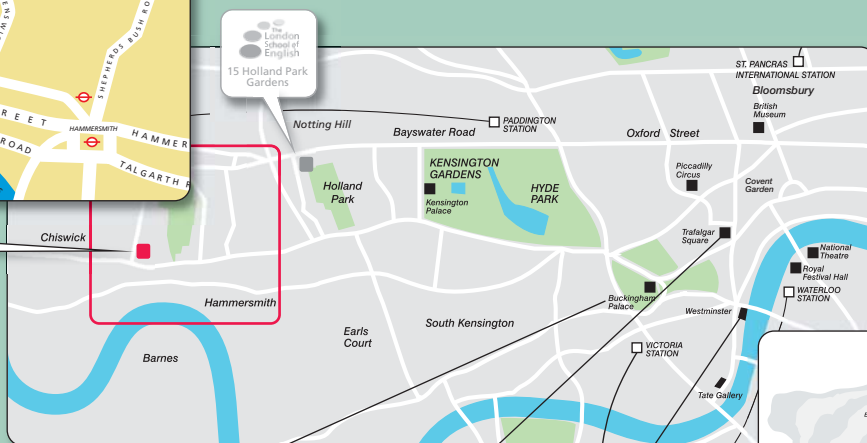 SHEPHERDS BUSH RO
REET
HAMMERSMITH
HAMMER
ROAD
TALGARTH R
The
London
School of
English
15 Holland Park
Gardens
Notting Hill
Bayswater Road
PADDINGTON
STATION
Oxford Street
ST. PANCRAS
INTERNATIONAL STATION
Bloomsbury
British
Museum
KENSINGTON
GARDENS
HYDE
PARK
Kensington
Palace
Holland
Park
Piccadilly
Circus
Covent
Garden
Trafalgar
Square
National
Theatre
Royal
Festival Hall
WATERLOO
STATION
Chiswick
Hammersmith
Barnes
Earls
Court
South Kensington
Buckingham
Palace
Westminster
VICTORIA
STATION
Tate Gallery